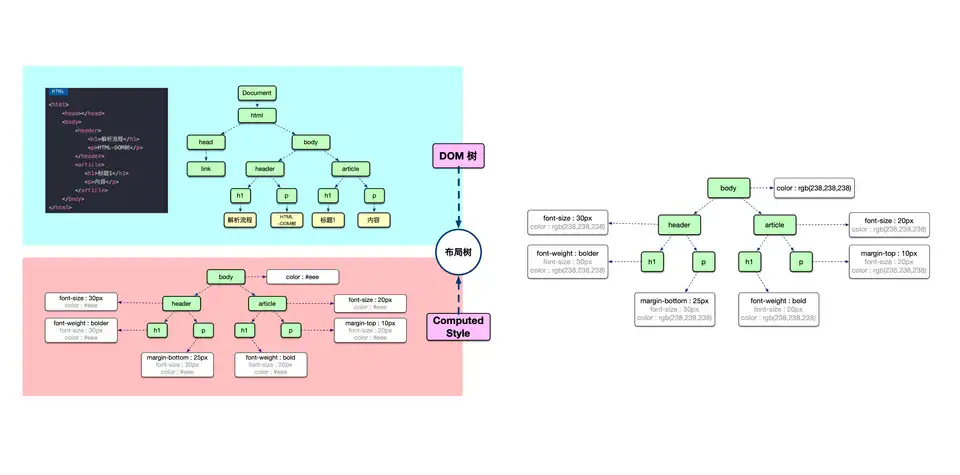 HTML
<html>
<head></head>
<body>
<header>
<h1>解析流程</h1>
<p>HTML-DOM树</p>
</header>
<article>
<h1>标题1</h1>
<p>内容</p>
</article>
</body>
</html>
Document
html
head
body
link
header
article
h1
p
h1
p
解析流程
HTML
-DOM树
标题1
内容
DOM 树
布局树
Computed
Style
body
color : #eee
font-size : 30px
color : #eee
header
article
font-size : 20px
color : #eee
font-weight : bolder
font-size : 30px
color : #eee
h1
p
h1
p
margin-top : 10px
font-size : 20px
color : #eee
margin-bottom : 25px
font-size : 30px
color : #eee
font-weight : bold
font-size : 20px
color : #eee
body
color : rgb(238,238,238)
font-size : 30px
color : rgb(238,238,238)
header
article
font-size : 20px
color : rgb(238,238,238)
font-weight : bolder
font-size : 30px
color : rgb(238,238,238)
h1
p
h1
p
margin-top : 10px
font-size : 20px
color : rgb(238,238,238)
margin-bottom : 25px
font-size : 30px
color : rgb(238,238,238)
font-weight : bold
font-size : 20px
color : rgb(238,238,238)